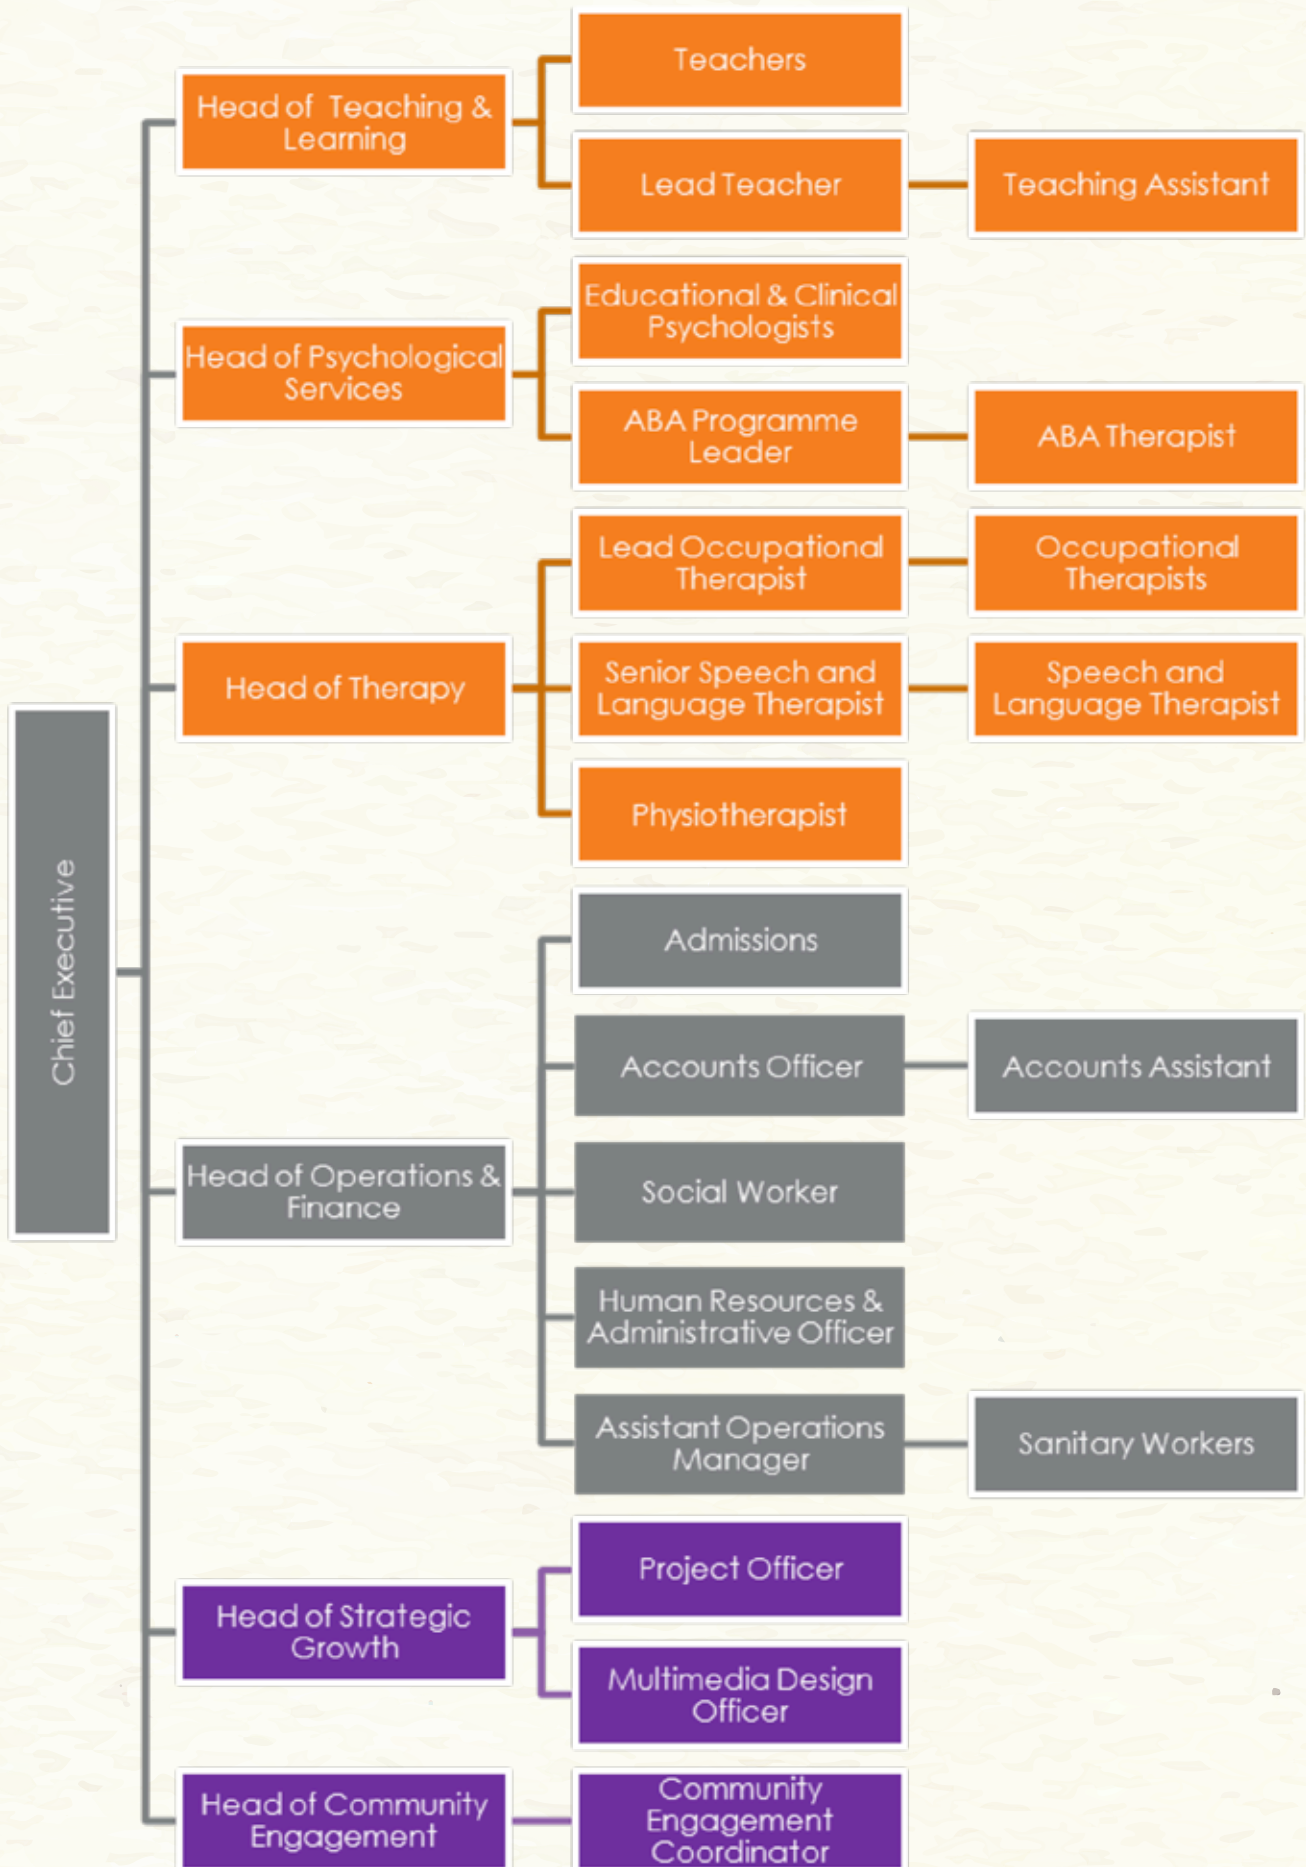 Chief Executive
Head of Teaching &
Learning
Teachers
Lead Teacher
Teaching Assistant
Head of Psychological
Services
Educational & Clinical
Psychologists
ABA Programme
Leader
ABA Therapist
Head of Therapy
Lead Occupational
Therapist
Occupational
Therapists
Senior Speech and
Language Therapist
Speech and
Language Therapist
Physiotherapist
Head of Operations &
Finance
Admissions
Accounts Officer
Accounts Assistant
Social Worker
Human Resources &
Administrative Officer
Assistant Operations
Manager
Sanitary Workers
Head of Strategic
Growth
Project Officer
Multimedia Design
Officer
Head of Community
Engagement
Community
Engagement
Coordinator